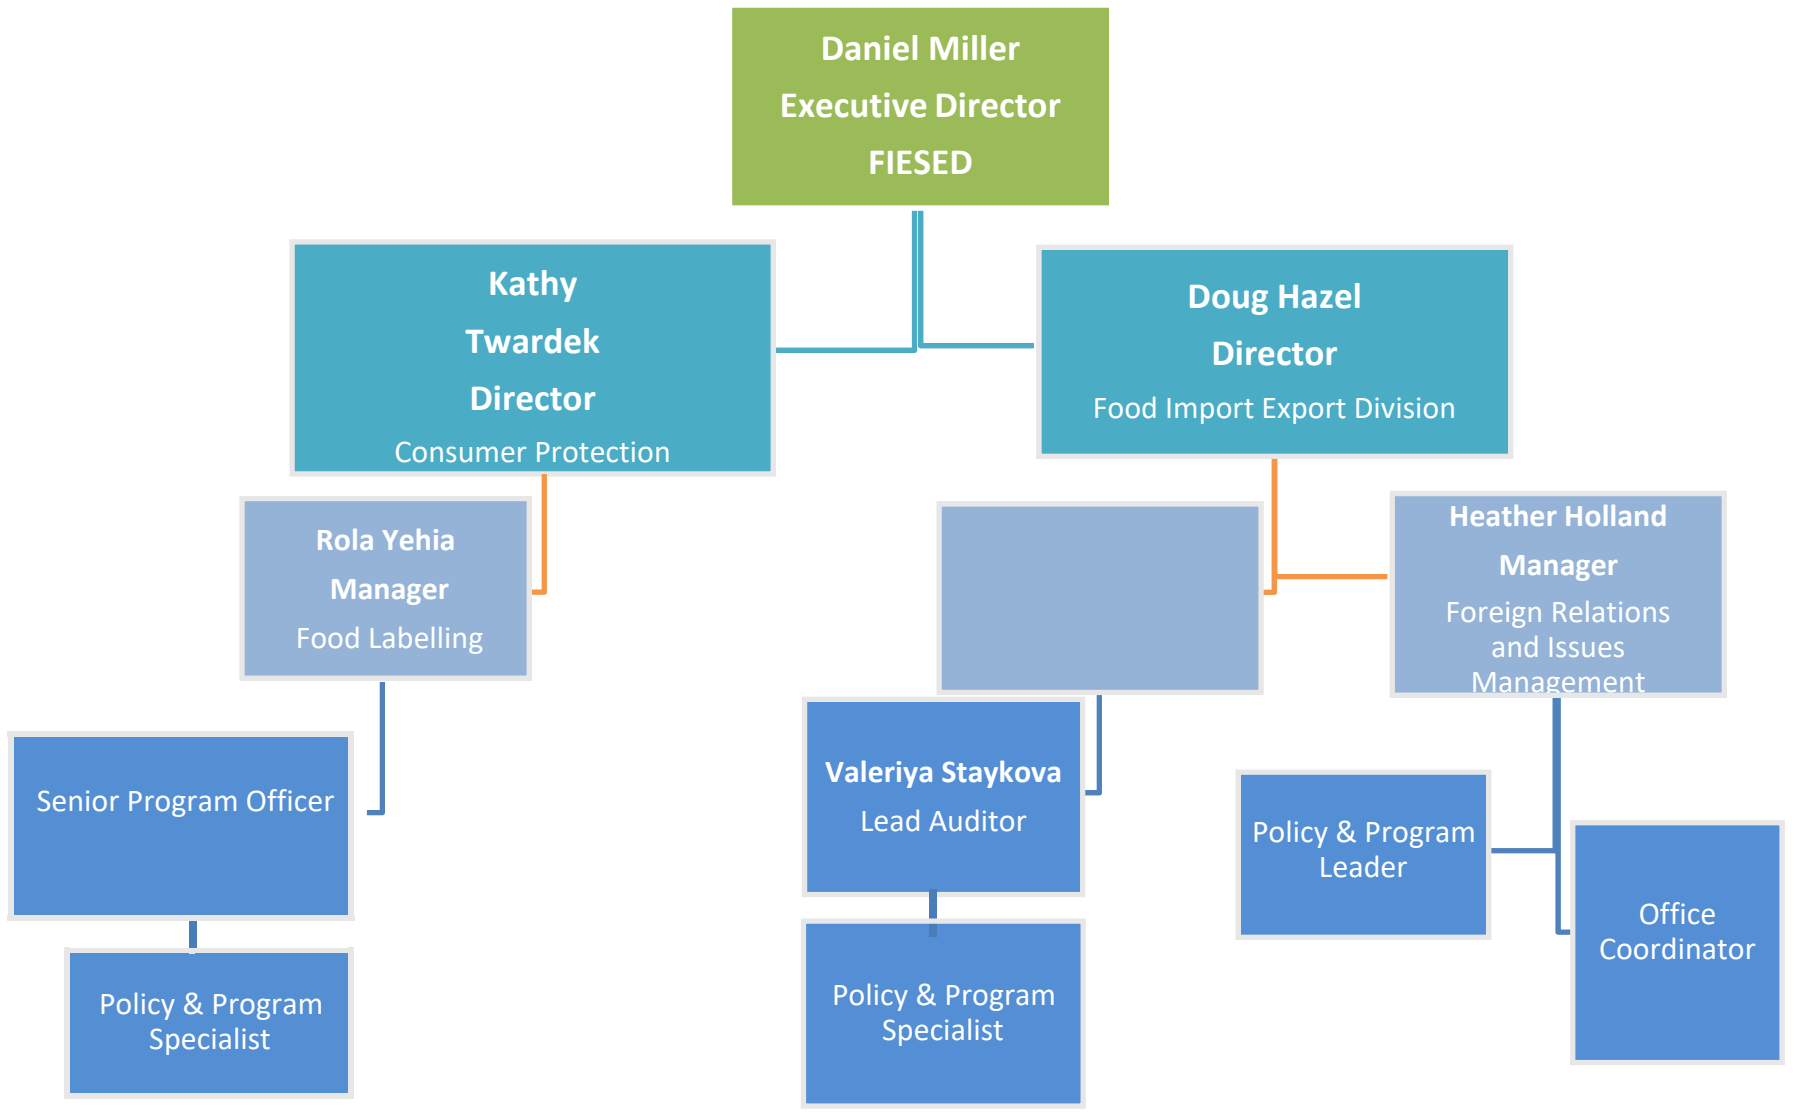 Daniel Miller
Executive Director
FIESED
Kathy
Twardek
Director
Consumer Protection
Doug Hazel
Director
Food Import Export Division
Rola Yehia
Manager
Food Labelling
Heather Holland
Manager
Foreign Relations
and Issues
Management
Senior Program Officer
Valeriya Staykova
Lead Auditor
Policy & Program
Leader
Office
Coordinator
Policy & Program
Specialist
Policy & Program
Specialist